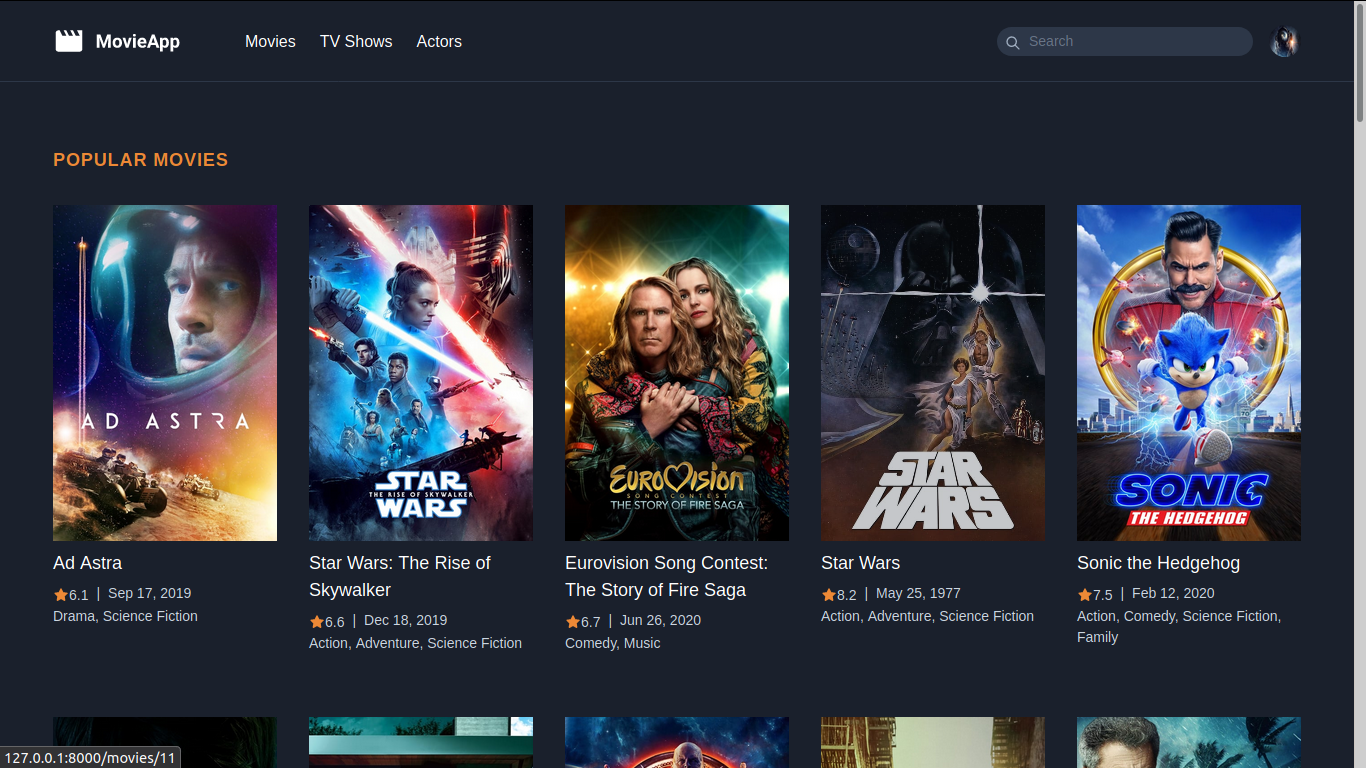 MovieApp
Movies TV Shows Actors
Search
POPULAR MOVIES
AD ASTRA
STAR
THE RISE OF SKYWALKER
WARS
EUROVISION
SONG CONTEST
THE STORY OF FIRE SAGA
STAR
WARS
70
SONIC
THE HEDGEHOG
Ad Astra
6.1 | Sep 17, 2019
Drama, Science Fiction
Star Wars: The Rise of
Skywalker
6.6 | Dec 18, 2019
Action, Adventure, Science Fiction
Eurovision Song Contest:
The Story of Fire Saga
6.7 | Jun 26, 2020
Comedy, Music
Star Wars
8.2 | May 25, 1977
Action, Adventure, Science Fiction
Sonic the Hedgehog
7.5 | Feb 12, 2020
Action, Comedy, Science Fiction,
Family
127.0.0.1:8000/movies/11